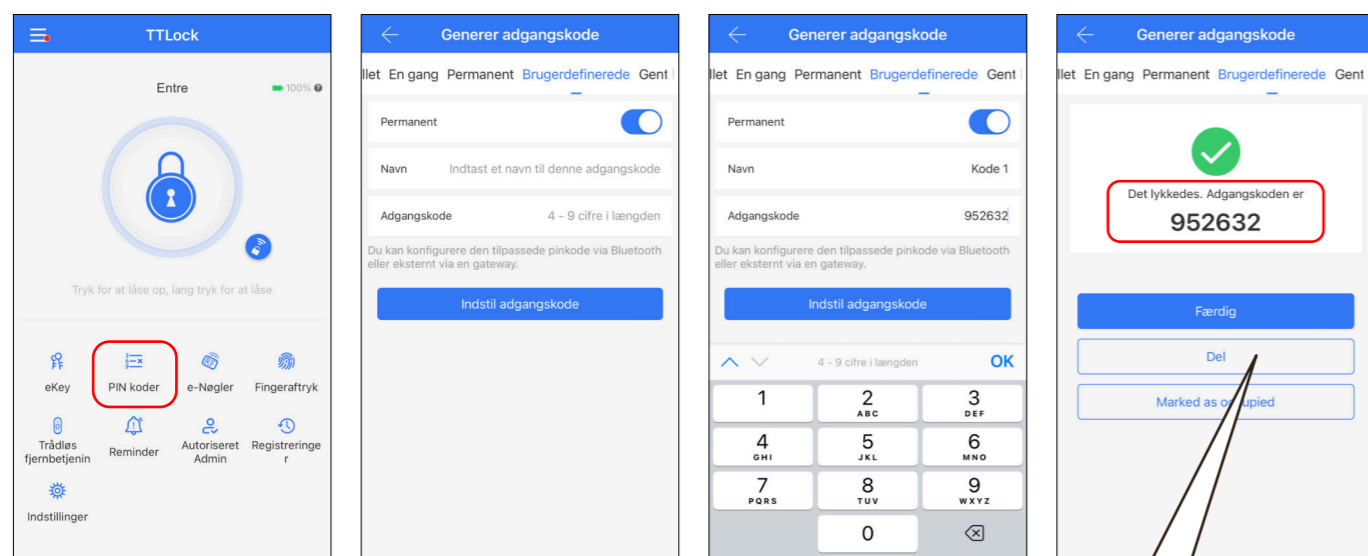 TTLock
Entre
100%
Tryk for at låse op, lang tryk for at låse
eKey
PIN koder
e-Nøgler
Fingeraftryk
Trådløs
fjernbetjenin
Reminder
Autoriseret
Admin
Registreringe
r
Indstillinger
Generer adgangskode
llet En gang Permanent Brugerdefinerede Gent
Permanent
Navn Indtast et navn til denne adgangskode
Adgangskode 4 - 9 cifre i længden
Du kan konfigurere den tilpassede pinkode via Bluetooth
eller eksternt via en gateway.
Indstil adgangskode
Generer adgangskode
llet En gang Permanent Brugerdefinerede Gent
Permanent
Navn Kode 1
Adgangskode 952632
Du kan konfigurere den tilpassede pinkode via Bluetooth
eller eksternt via en gateway.
Indstil adgangskode
4 - 9 cifre i længden OK
1 2 3
ABC DEF
4 5 6
GHI JKL MNO
7 8 9
PQRS TUV WXYZ
0
Generer adgangskode
llet En gang Permanent Brugerdefinerede Gent
Det lykkedes. Adgangskoden er
952632
Færdig
Del
Marked as occupied